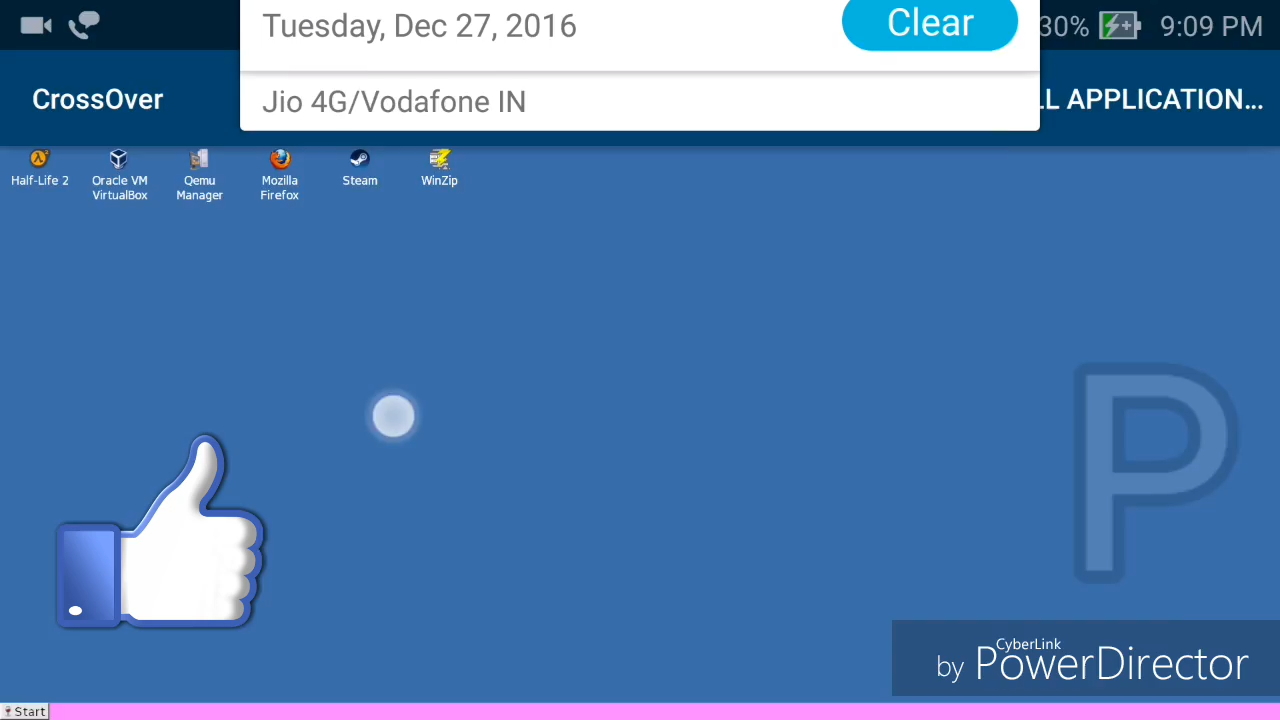 Tuesday, Dec 27, 2016
Clear
30%
9:09 PM
CrossOver
Jio 4G/Vodafone IN
LL APPLICATION...
Half-Life 2
Oracle VM
VirtualBox
Qemu
Manager
Mozilla
Firefox
Steam
WinZip
P
CyberLink
by PowerDirector
Start